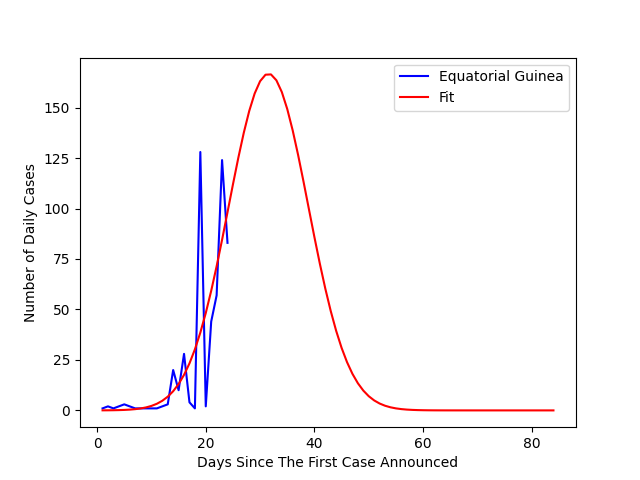 Equatorial Guinea
Fit
Number of Daily Cases
150
125
100
75
50
25
0
0 20 40 60 80
Days Since The First Case Announced